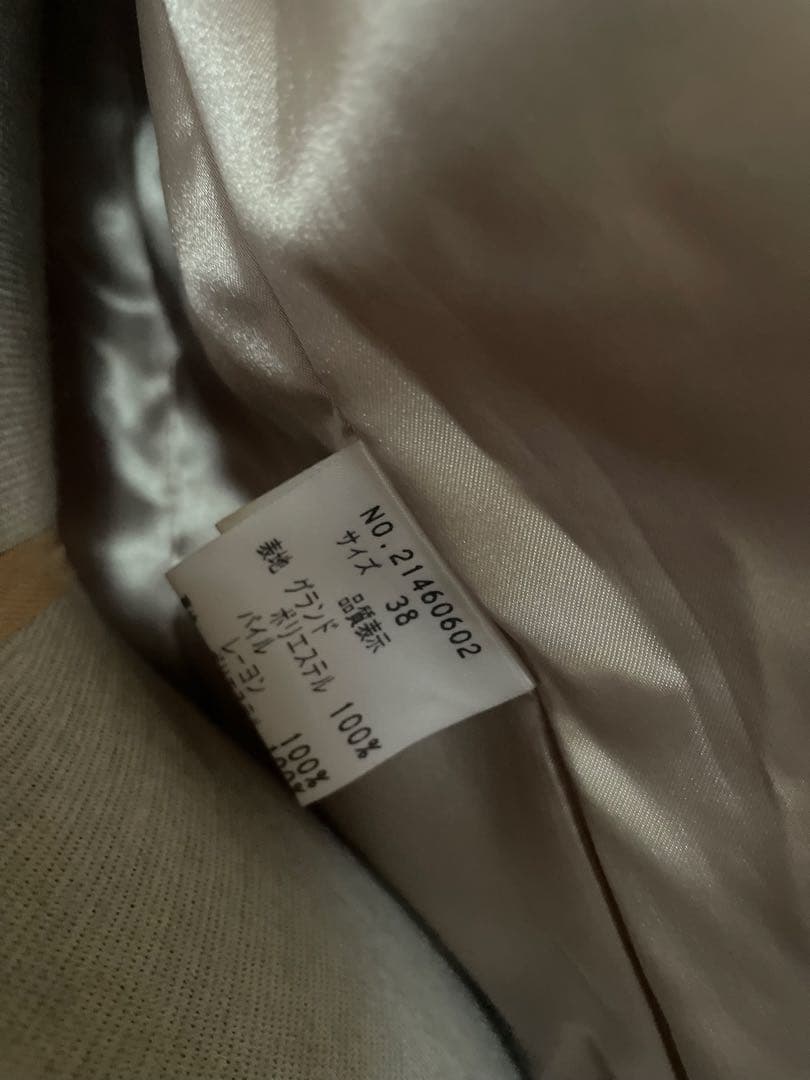 NO.21460602
サイズ 38
品質表示
表地 グランド
ポリエステル 100%
パイル
レーヨン 100%
100%